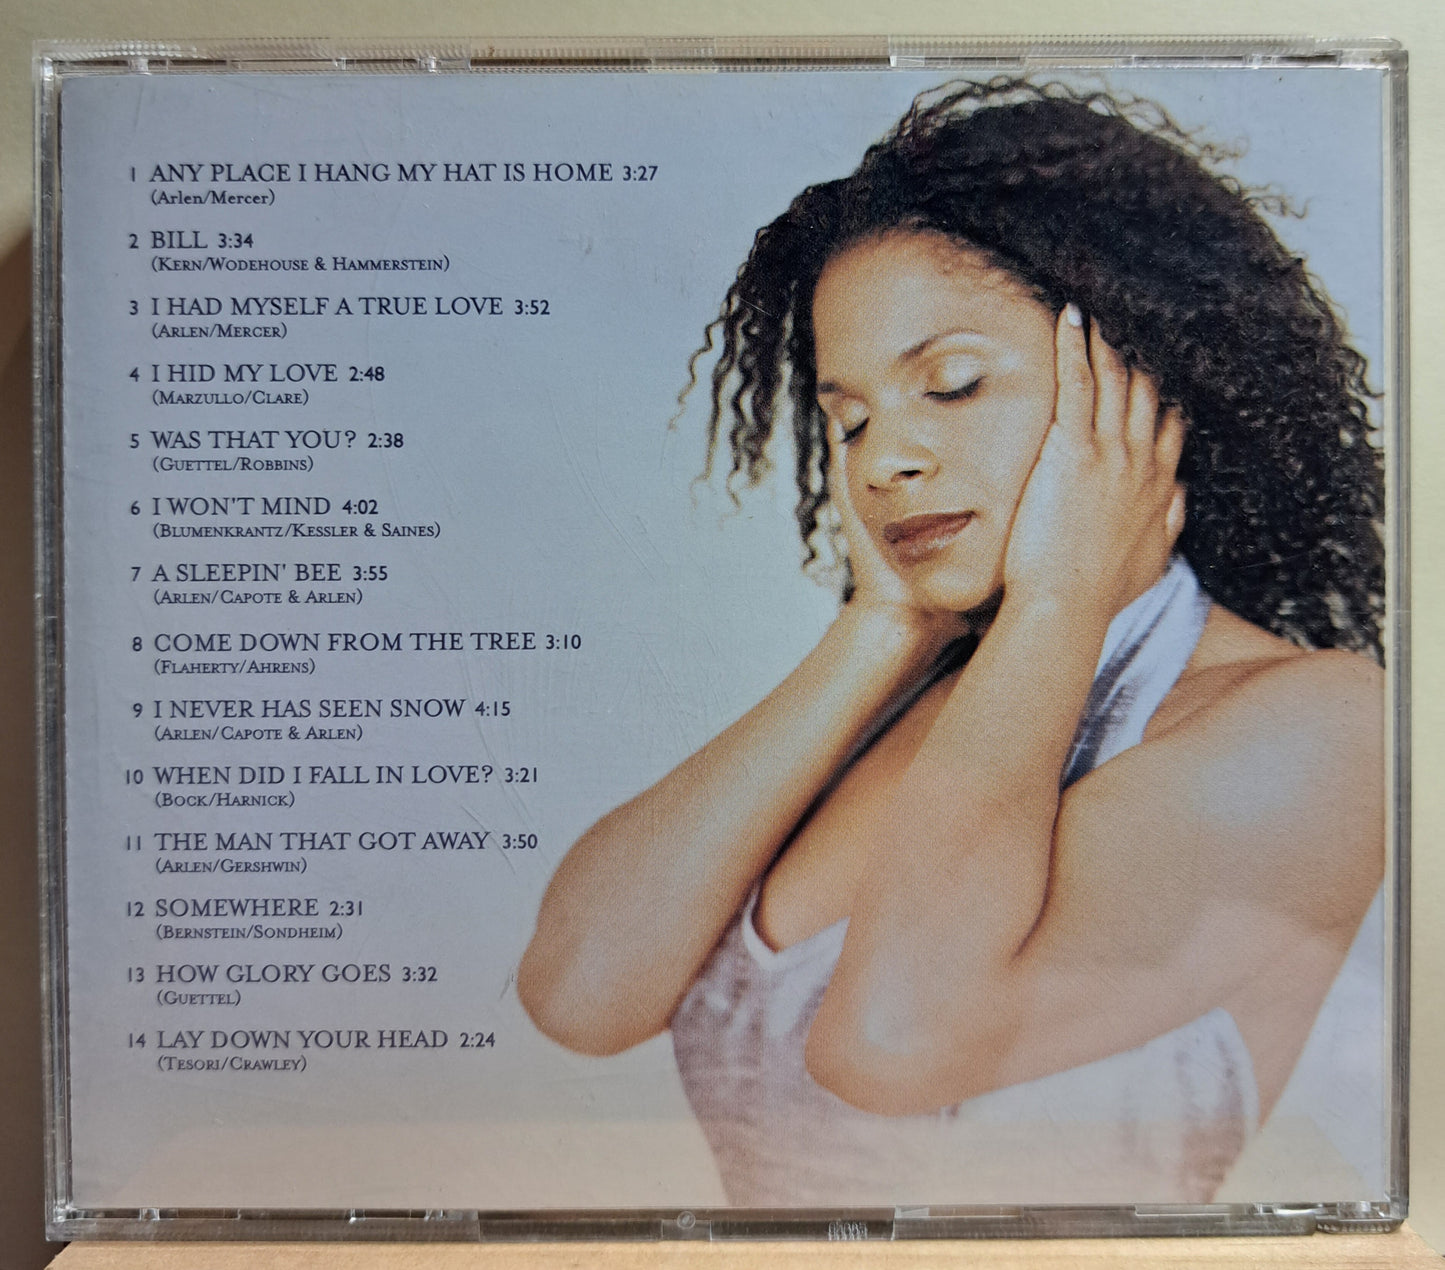 1 ANY PLACE I HANG MY HAT IS HOME 3:27
(Arlen/Mercer)
2 BILL 3:34
(KERN/WODEHOUSE & HAMMERSTEIN)
3 I HAD MYSELF A TRUE LOVE 3:52
(ARLEN/MERCER)
4 I HID MY LOVE 2:48
(MARZULLO/CLARE)
5 WAS THAT YOU? 2:38
(GUETTEL/ROBBINS)
6 I WON'T MIND 4:02
(BLUMENKRANTZ/KESSLER & SAINES)
7 A SLEEPIN' BEE 3:55
(ARLEN/CAPOTE & ARLEN)
8 COME DOWN FROM THE TREE 3:10
(FLAHERTY/AHRENS)
9 I NEVER HAS SEEN SNOW 4:15
(ARLEN/CAPOTE & ARLEN)
10 WHEN DID I FALL IN LOVE? 3:21
(BOCK/HARNICK)
11 THE MAN THAT GOT AWAY 3:50
(ARLEN/GERSHWIN)
12 SOMEWHERE 2:31
(BERNSTEIN/SONDHEIM)
13 HOW GLORY GOES 3:32
(GUETTEL)
14 LAY DOWN YOUR HEAD 2:24
(TESORI/CRAWLEY)